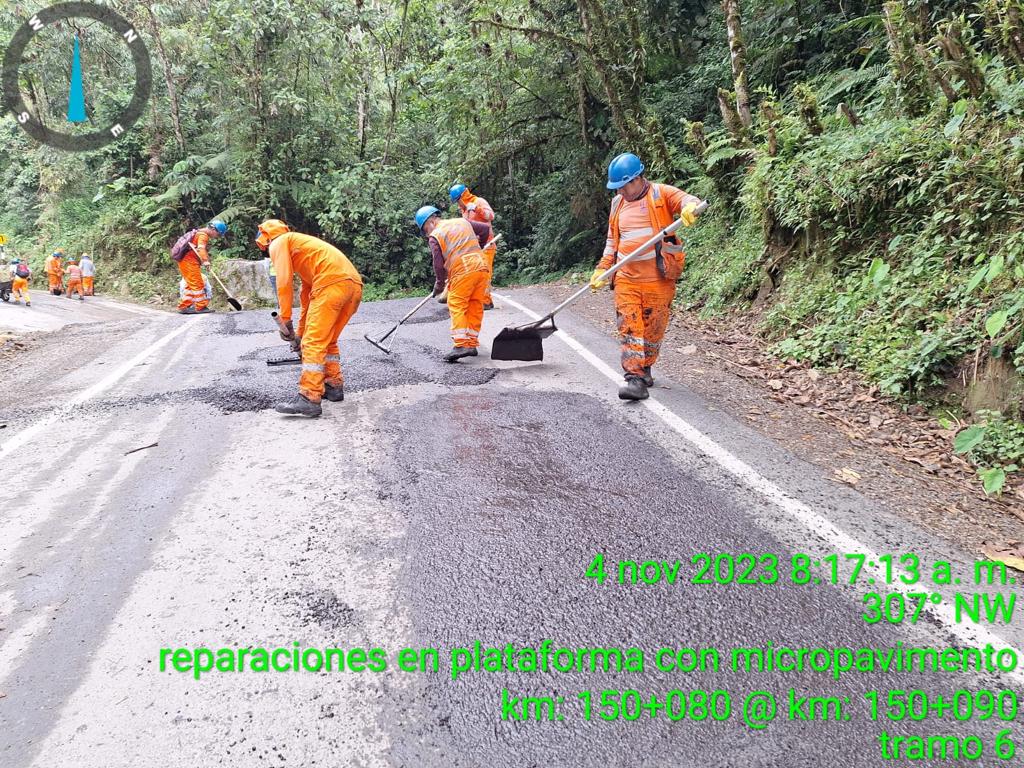 W N
S E
4 nov 2023 8:17:13 a. m.
307° NW
reparaciones en plataforma con micropavimento
km: 150+080 @ km: 150+090
tramo 6